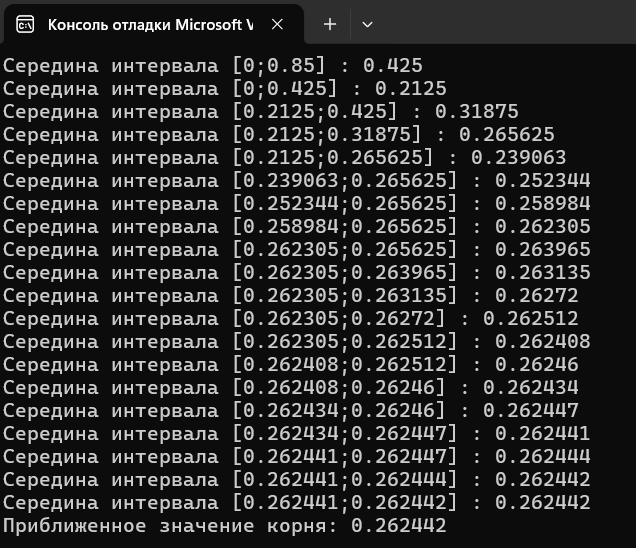 Консоль отладки Microsoft V
Середина интервала [0;0.85] : 0.425
Середина интервала [0;0.425] : 0.2125
Середина интервала [0.2125;0.425] : 0.31875
Середина интервала [0.2125;0.31875] : 0.265625
Середина интервала [0.2125;0.265625] : 0.239063
Середина интервала [0.239063;0.265625] : 0.252344
Середина интервала [0.252344;0.265625] : 0.258984
Середина интервала [0.258984;0.265625] : 0.262305
Середина интервала [0.262305;0.265625] : 0.263965
Середина интервала [0.262305;0.263965] : 0.263135
Середина интервала [0.262305;0.263135] : 0.26272
Середина интервала [0.262305;0.26272] : 0.262512
Середина интервала [0.262305;0.262512] : 0.262408
Середина интервала [0.262408;0.262512] : 0.26246
Середина интервала [0.262408;0.26246] : 0.262434
Середина интервала [0.262434;0.26246] : 0.262447
Середина интервала [0.262434;0.262447] : 0.262441
Середина интервала [0.262441;0.262447] : 0.262444
Середина интервала [0.262441;0.262444] : 0.262442
Середина интервала [0.262441;0.262442] : 0.262442
Приближенное значение корня: 0.262442